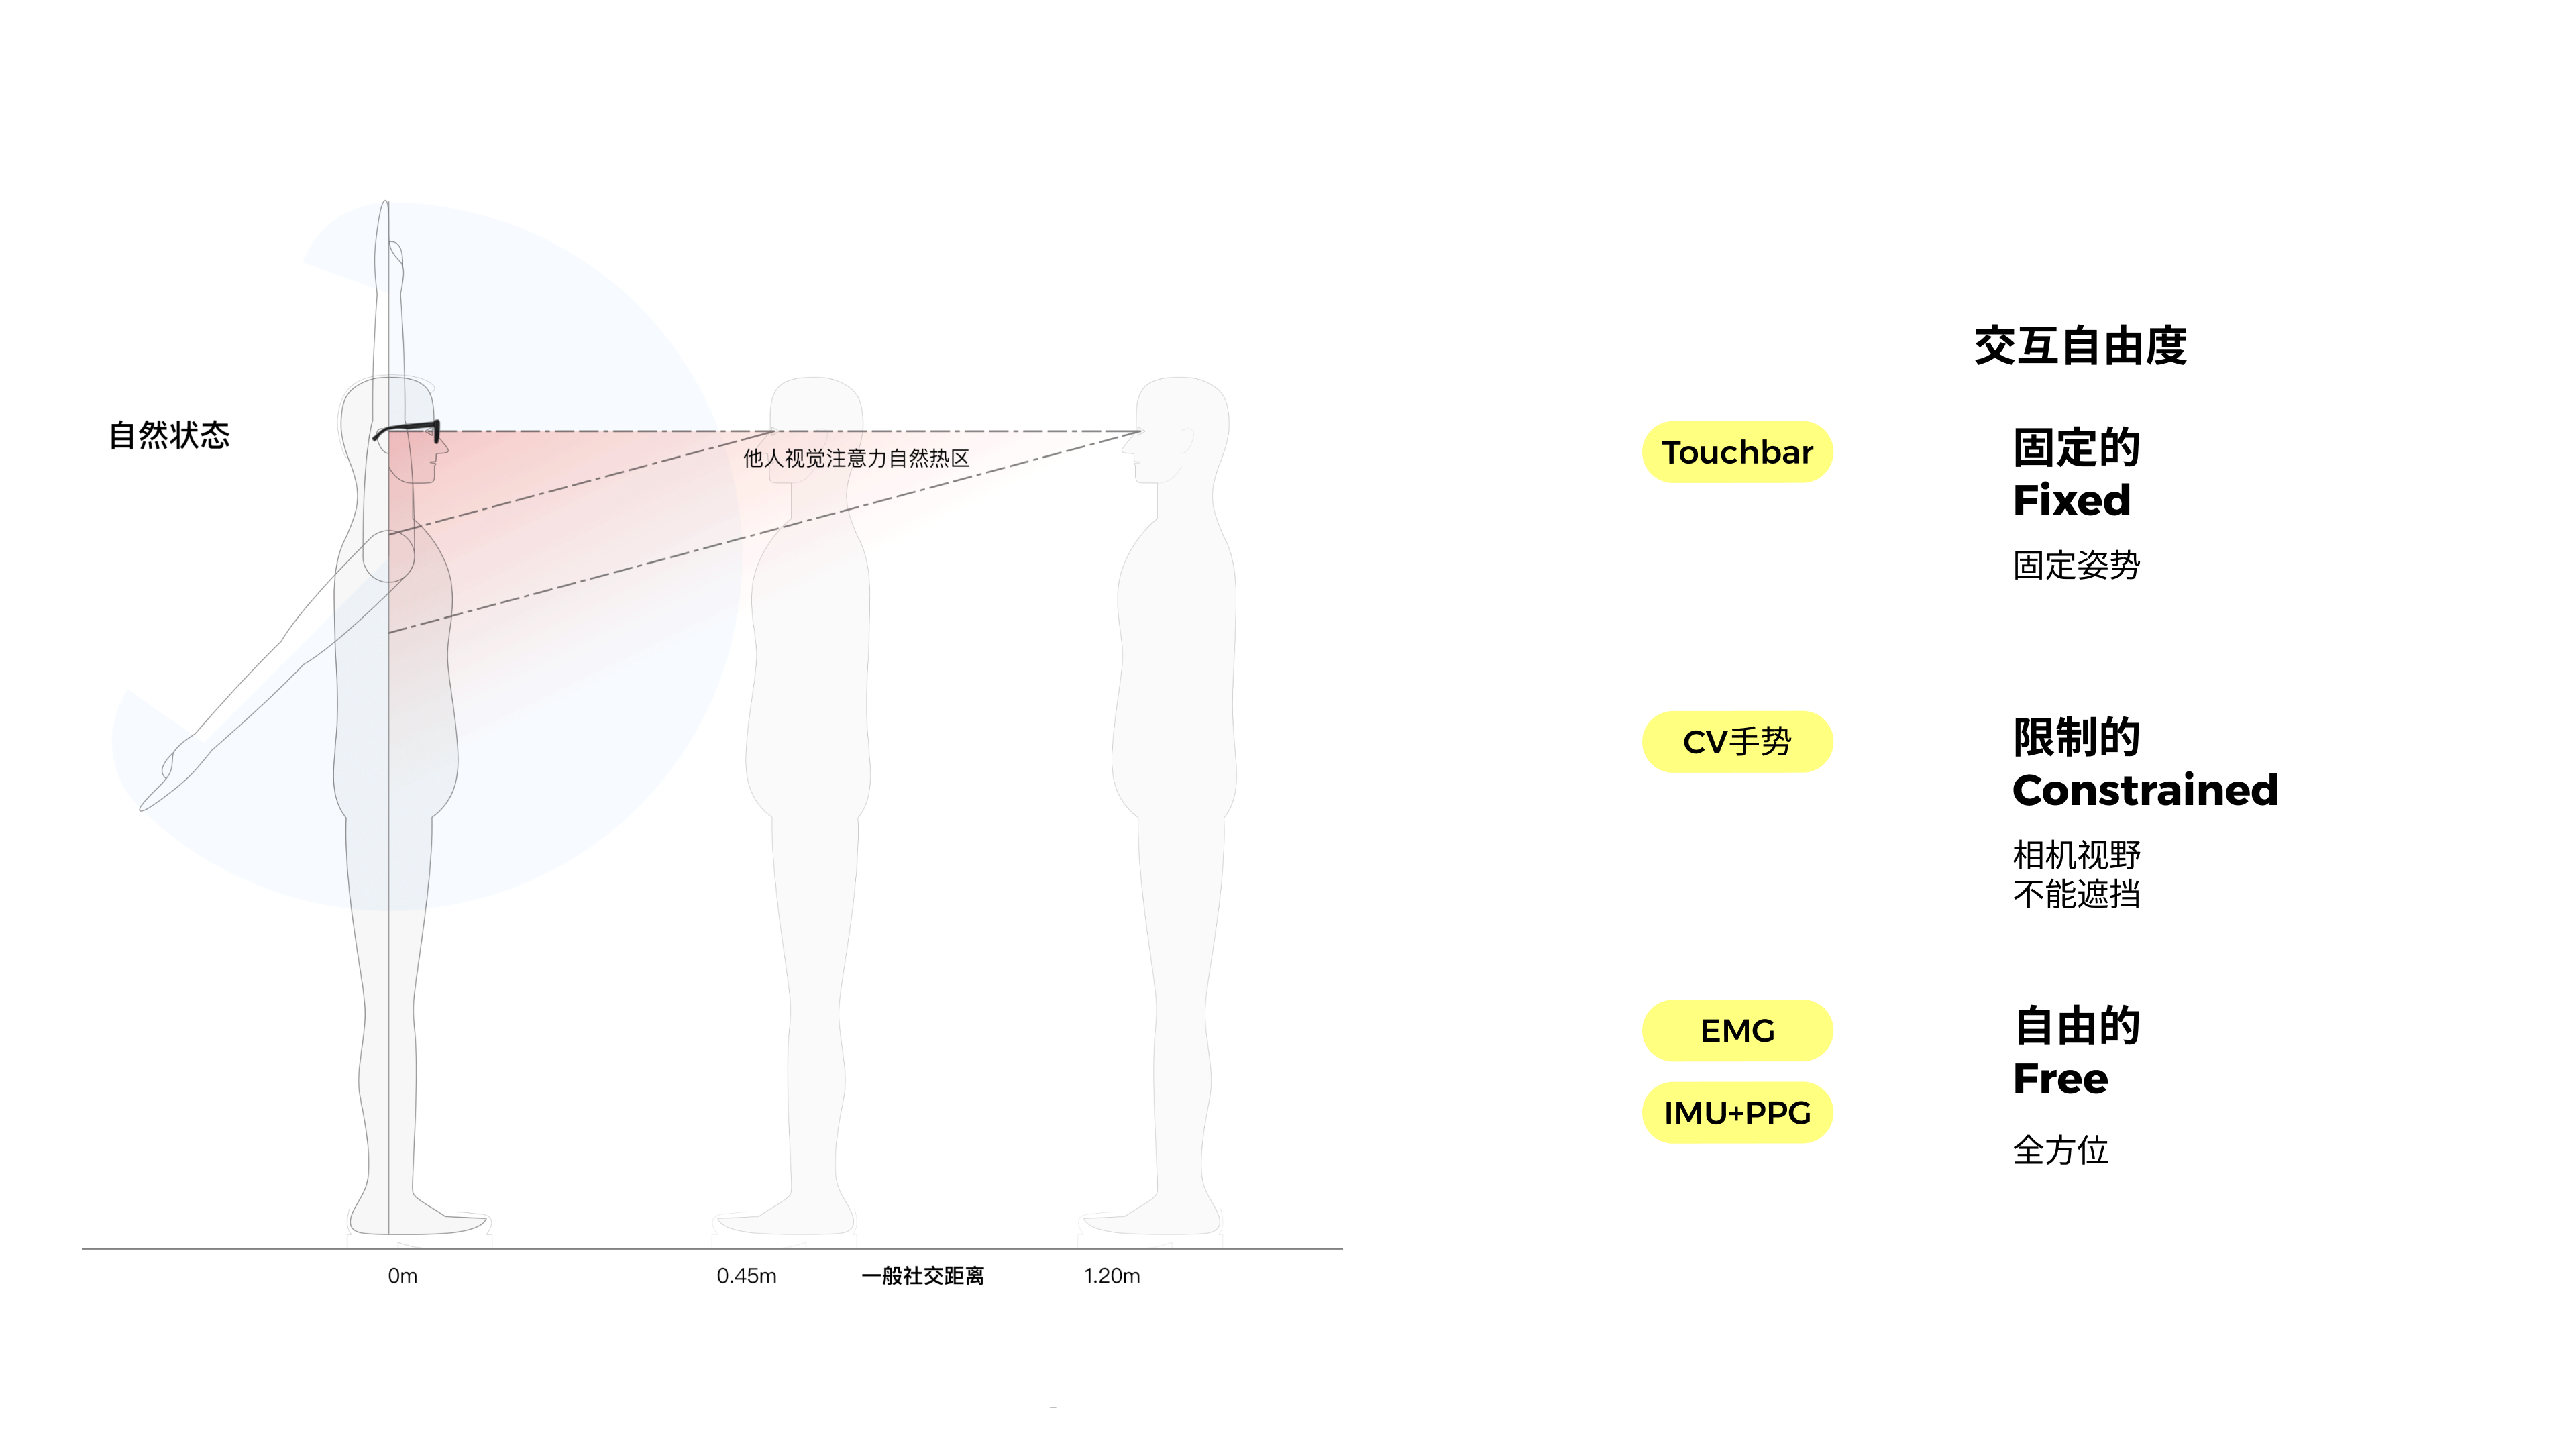 自然状态
他人视觉注意力自然热区
0m
0.45m
一般社交距离
1.20m
交互自由度
Touchbar
固定的
Fixed
固定姿势
CV手势
限制的
Constrained
相机视野
不能遮挡
EMG
IMU+PPG
自由的
Free
全方位